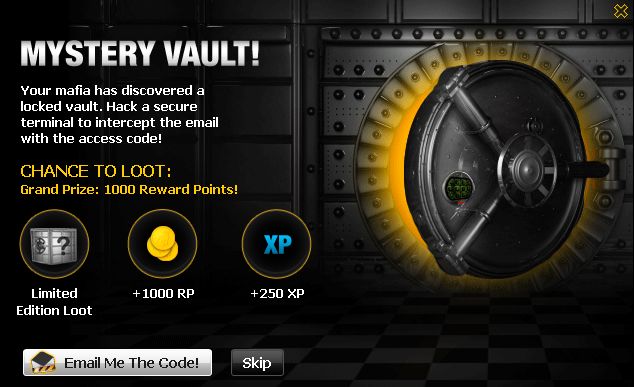 MYSTERY VAULT!
Your mafia has discovered a
locked vault. Hack a secure
terminal to intercept the email
with the access code!
CHANCE TO LOOT:
Grand Prize: 1000 Reward Points!
$ ?
XP
Limited
Edition Loot
+1000 RP
+250 XP
Email Me The Code!
Skip